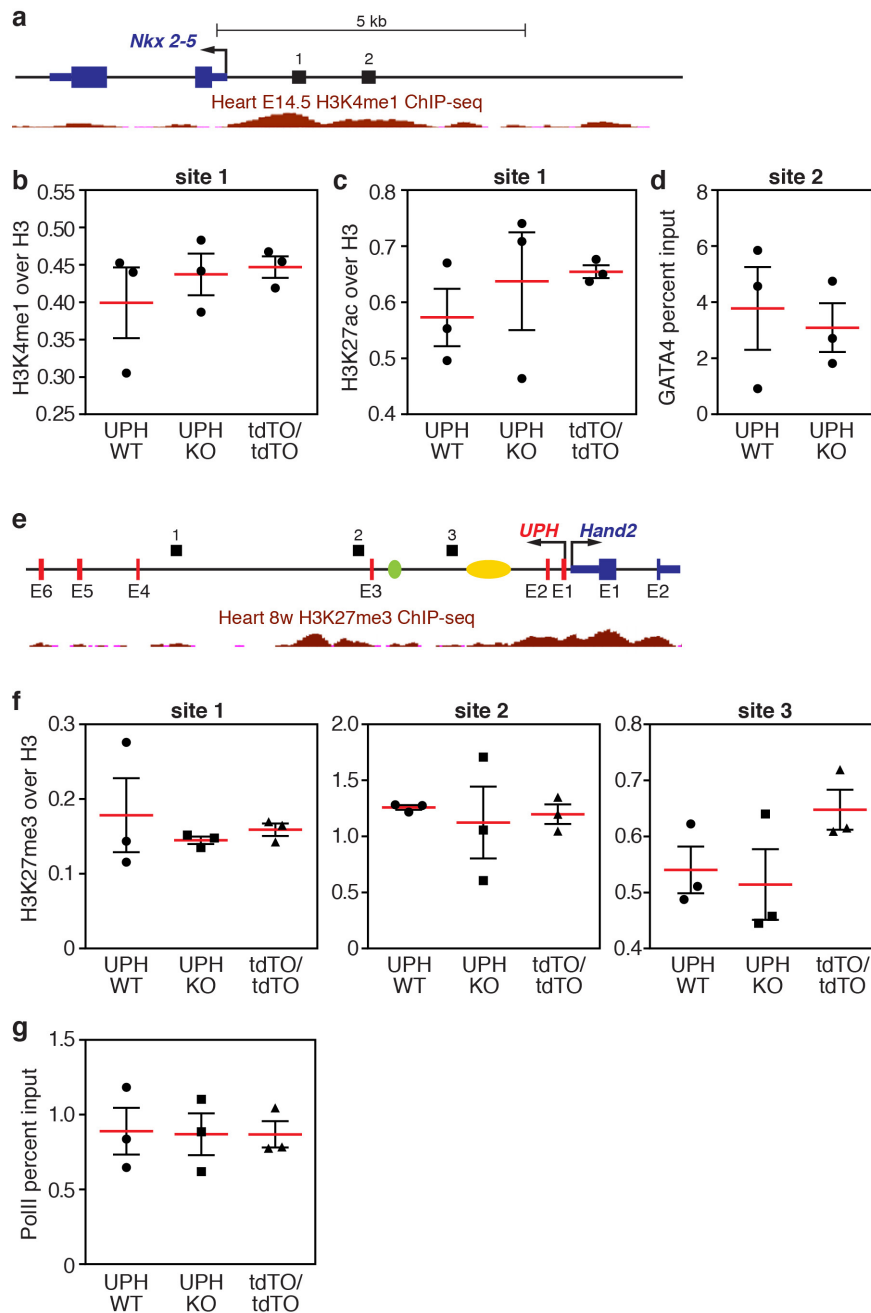 a
5 kb
Nkx 2-5
1 2
Heart E14.5 H3K4me1 ChIP-seq
b site 1
H3K4me1 over H3
0.55
0.50
0.45
0.40
0.35
0.30
0.25
UPH WT
UPH KO
tdTO/ tdTO
c site 1
H3K27ac over H3
0.8
0.7
0.6
0.5
0.4
UPH WT
UPH KO
tdTO/ tdTO
d site 2
GATA4 percent input
8
6
4
2
0
UPH WT
UPH KO
e
1 2 3 UPH Hand2
E6 E5 E4 E3 E2 E1 E1 E2
Heart 8w H3K27me3 ChIP-seq
f site 1
H3K27me3 over H3
0.3
0.2
0.1
0
UPH WT
UPH KO
tdTO/ tdTO
site 2
2.0
1.5
1.0
0.5
0
UPH WT
UPH KO
tdTO/ tdTO
site 3
0.8
0.7
0.6
0.5
0.4
UPH WT
UPH KO
tdTO/ tdTO
g
PolII percent input
1.5
1.0
0.5
0
UPH WT
UPH KO
tdTO/ tdTO